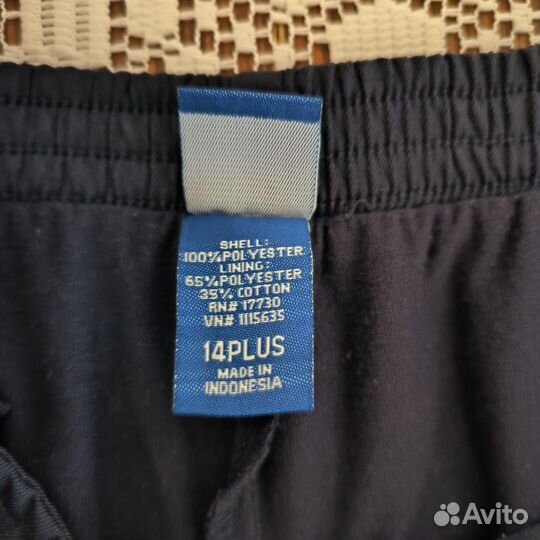 SHELL:
100% POLYESTER
LINING:
65% POLYESTER
35% COTTON
RN# 17730
VN# 1115635
14PLUS
MADE IN
INDONESIA
Avito